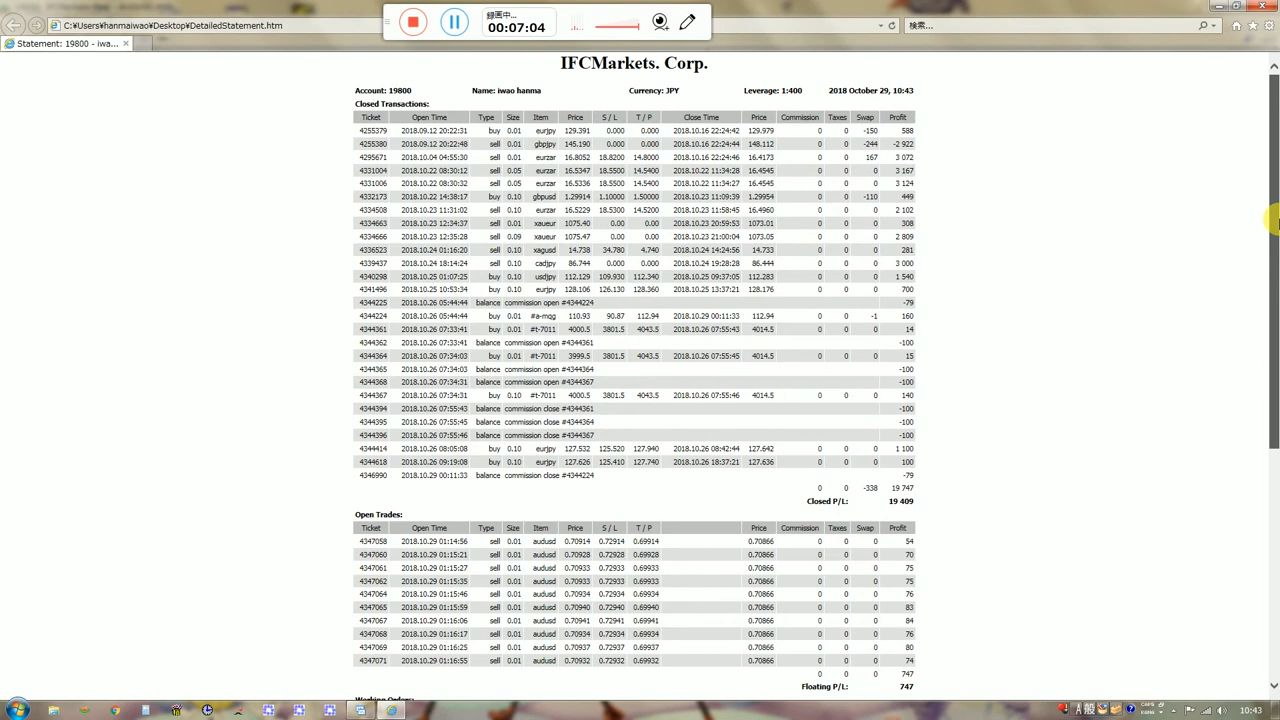 録画中...
00:07:04
C:¥Users¥hanmaiwao¥Desktop¥DetailedStatement.htm
検索...
Statement: 19800 - iwa...
IFCMarkets. Corp.
Account: 19800 Name: iwao hanma Currency: JPY Leverage: 1:400 2018 October 29, 10:43
Closed Transactions:
Ticket Open Time Type Size Item Price S / L T / P Close Time Price Commission Taxes Swap Profit
4255379 2018.09.12 20:22:31 buy 0.01 eurjpy 129.391 0.000 0.000 2018.10.16 22:24:42 129.979 0 0 -150 588
4255380 2018.09.12 20:22:48 sell 0.01 gbpjpy 145.190 0.000 0.000 2018.10.16 22:24:44 148.112 0 0 -244 -2 922
4295671 2018.10.04 04:55:30 sell 0.01 eurzar 16.8052 18.8200 14.8000 2018.10.16 22:24:46 16.4173 0 0 167 3 072
4331004 2018.10.22 08:30:12 sell 0.05 eurzar 16.5347 18.5500 14.5400 2018.10.22 11:34:28 16.4545 0 0 0 3 167
4331006 2018.10.22 08:30:32 sell 0.05 eurzar 16.5336 18.5500 14.5400 2018.10.22 11:34:27 16.4545 0 0 0 3 124
4332173 2018.10.22 14:38:17 buy 0.10 gbpusd 1.29914 1.10000 1.50000 2018.10.23 11:09:39 1.29954 0 0 -110 449
4334508 2018.10.23 11:31:02 sell 0.10 eurzar 16.5229 18.5300 14.5200 2018.10.23 11:58:45 16.4960 0 0 0 2 102
4334663 2018.10.23 12:34:37 sell 0.01 xaueur 1075.40 0.00 0.00 2018.10.23 20:59:53 1073.01 0 0 0 308
4334666 2018.10.23 12:35:28 sell 0.09 xaueur 1075.47 0.00 0.00 2018.10.23 21:00:04 1073.05 0 0 0 2 809
4336523 2018.10.24 01:16:20 sell 0.10 xagusd 14.738 34.780 4.740 2018.10.24 14:24:56 14.733 0 0 0 281
4339437 2018.10.24 18:14:24 sell 0.10 cadjpy 86.744 0.000 0.000 2018.10.24 19:28:28 86.444 0 0 0 3 000
4340298 2018.10.25 01:07:25 buy 0.10 usdjpy 112.129 109.930 112.340 2018.10.25 09:37:05 112.283 0 0 0 1 540
4341496 2018.10.25 10:53:34 buy 0.10 eurjpy 128.106 126.130 128.360 2018.10.25 13:37:21 128.176 0 0 0 700
4344225 2018.10.26 05:44:44 balance commission open #4344224 -79
4344224 2018.10.26 05:44:44 buy 0.01 #a-mqg 110.93 90.87 112.94 2018.10.29 00:11:33 112.94 0 0 -1 160
4344361 2018.10.26 07:33:41 buy 0.01 #t-7011 4000.5 3801.5 4043.5 2018.10.26 07:55:43 4014.5 0 0 0 14
4344362 2018.10.26 07:33:41 balance commission open #4344361 -100
4344364 2018.10.26 07:34:03 buy 0.01 #t-7011 3999.5 3801.5 4043.5 2018.10.26 07:55:45 4014.5 0 0 0 15
4344365 2018.10.26 07:34:03 balance commission open #4344364 -100
4344368 2018.10.26 07:34:31 balance commission open #4344367 -100
4344367 2018.10.26 07:34:31 buy 0.10 #t-7011 4000.5 3801.5 4043.5 2018.10.26 07:55:46 4014.5 0 0 0 140
4344394 2018.10.26 07:55:43 balance commission close #4344361 -100
4344395 2018.10.26 07:55:45 balance commission close #4344364 -100
4344396 2018.10.26 07:55:46 balance commission close #4344367 -100
4344414 2018.10.26 08:05:08 buy 0.10 eurjpy 127.532 125.520 127.940 2018.10.26 08:42:44 127.642 0 0 0 1 100
4344618 2018.10.26 09:19:08 buy 0.10 eurjpy 127.626 125.410 127.740 2018.10.26 18:37:21 127.636 0 0 0 100
4346990 2018.10.29 00:11:33 balance commission close #4344224 -79
0 0 -338 19 747
Closed P/L: 19 409
Open Trades:
Ticket Open Time Type Size Item Price S / L T / P Price Commission Taxes Swap Profit
4347058 2018.10.29 01:14:56 sell 0.01 audusd 0.70914 0.72914 0.69914 0.70866 0 0 0 54
4347060 2018.10.29 01:15:21 sell 0.01 audusd 0.70928 0.72928 0.69928 0.70866 0 0 0 70
4347061 2018.10.29 01:15:27 sell 0.01 audusd 0.70933 0.72933 0.69933 0.70866 0 0 0 75
4347062 2018.10.29 01:15:35 sell 0.01 audusd 0.70933 0.72933 0.69933 0.70866 0 0 0 75
4347064 2018.10.29 01:15:46 sell 0.01 audusd 0.70934 0.72934 0.69934 0.70866 0 0 0 76
4347065 2018.10.29 01:15:59 sell 0.01 audusd 0.70940 0.72940 0.69940 0.70866 0 0 0 83
4347067 2018.10.29 01:16:06 sell 0.01 audusd 0.70941 0.72941 0.69941 0.70866 0 0 0 84
4347068 2018.10.29 01:16:17 sell 0.01 audusd 0.70934 0.72934 0.69934 0.70866 0 0 0 76
4347069 2018.10.29 01:16:25 sell 0.01 audusd 0.70937 0.72937 0.69937 0.70866 0 0 0 80
4347071 2018.10.29 01:16:55 sell 0.01 audusd 0.70932 0.72932 0.69932 0.70866 0 0 0 74
0 0 0 747
Floating P/L: 747
Working Orders:
A 般 CAPS 10:43